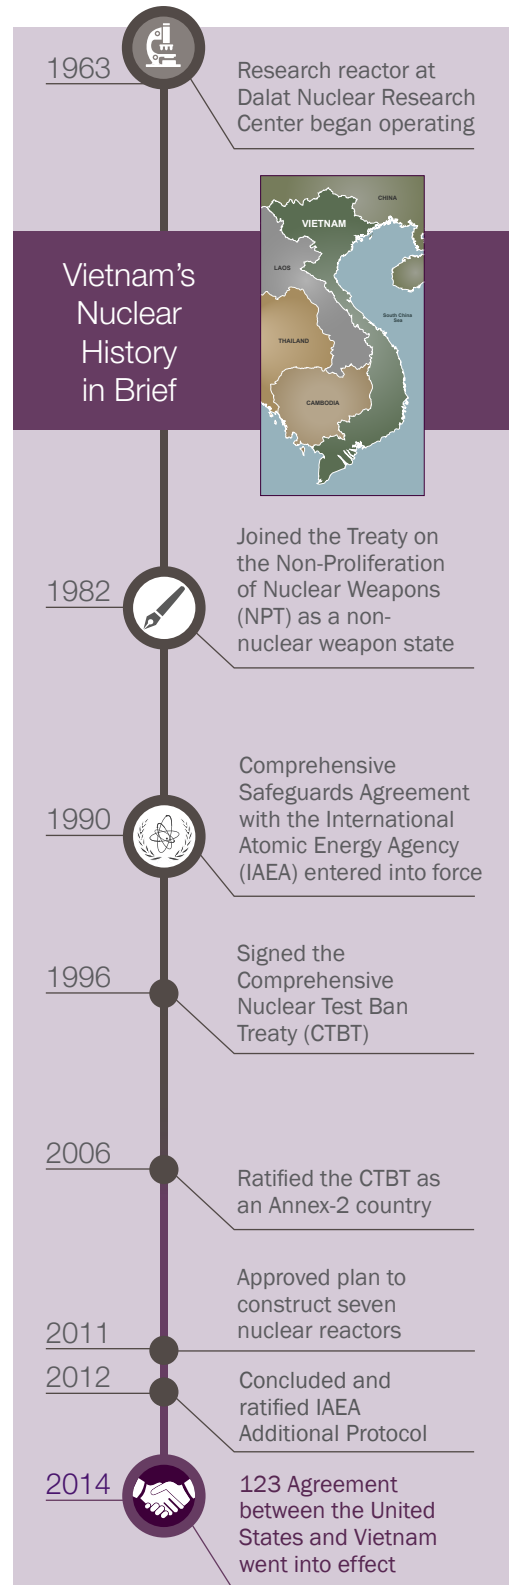 1963
Research reactor at
Dalat Nuclear Research
Center began operating
Vietnam’s
Nuclear
History
in Brief
CHINA
VIETNAM
LAOS
South China
Sea
THAILAND
CAMBODIA
1982
Joined the Treaty on
the Non-Proliferation
of Nuclear Weapons
(NPT) as a non-
nuclear weapon state
1990
Comprehensive
Safeguards Agreement
with the International
Atomic Energy Agency
(IAEA) entered into force
1996
Signed the
Comprehensive
Nuclear Test Ban
Treaty (CTBT)
2006
Ratified the CTBT as
an Annex-2 country
2011
Approved plan to
construct seven
nuclear reactors
2012
Concluded and
ratified IAEA
Additional Protocol
2014
123 Agreement
between the United
States and Vietnam
went into effect